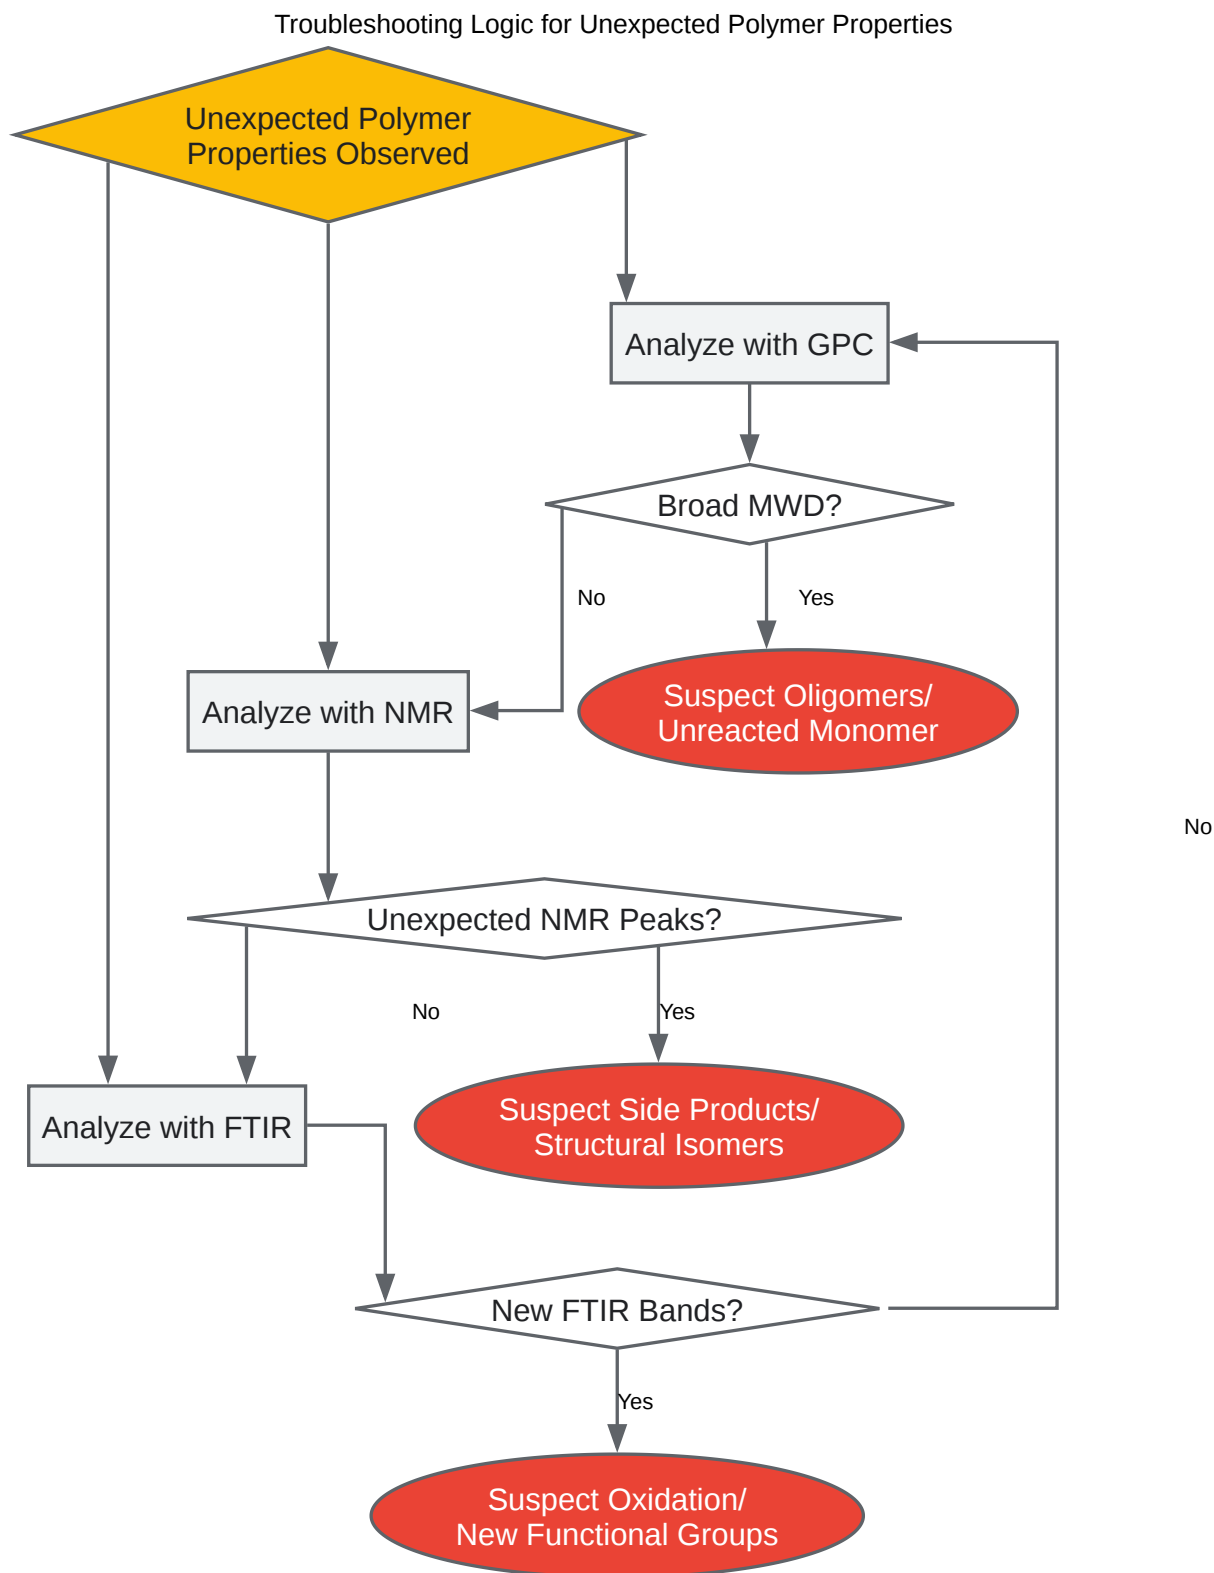 Troubleshooting Logic for Unexpected Polymer Properties
Unexpected Polymer
Properties Observed
Analyze with GPC
Broad MWD?
No
Yes
Suspect Oligomers/
Unreacted Monomer
Analyze with NMR
No
Unexpected NMR Peaks?
No
Yes
Analyze with FTIR
Suspect Side Products/
Structural Isomers
New FTIR Bands?
Yes
Suspect Oxidation/
New Functional Groups